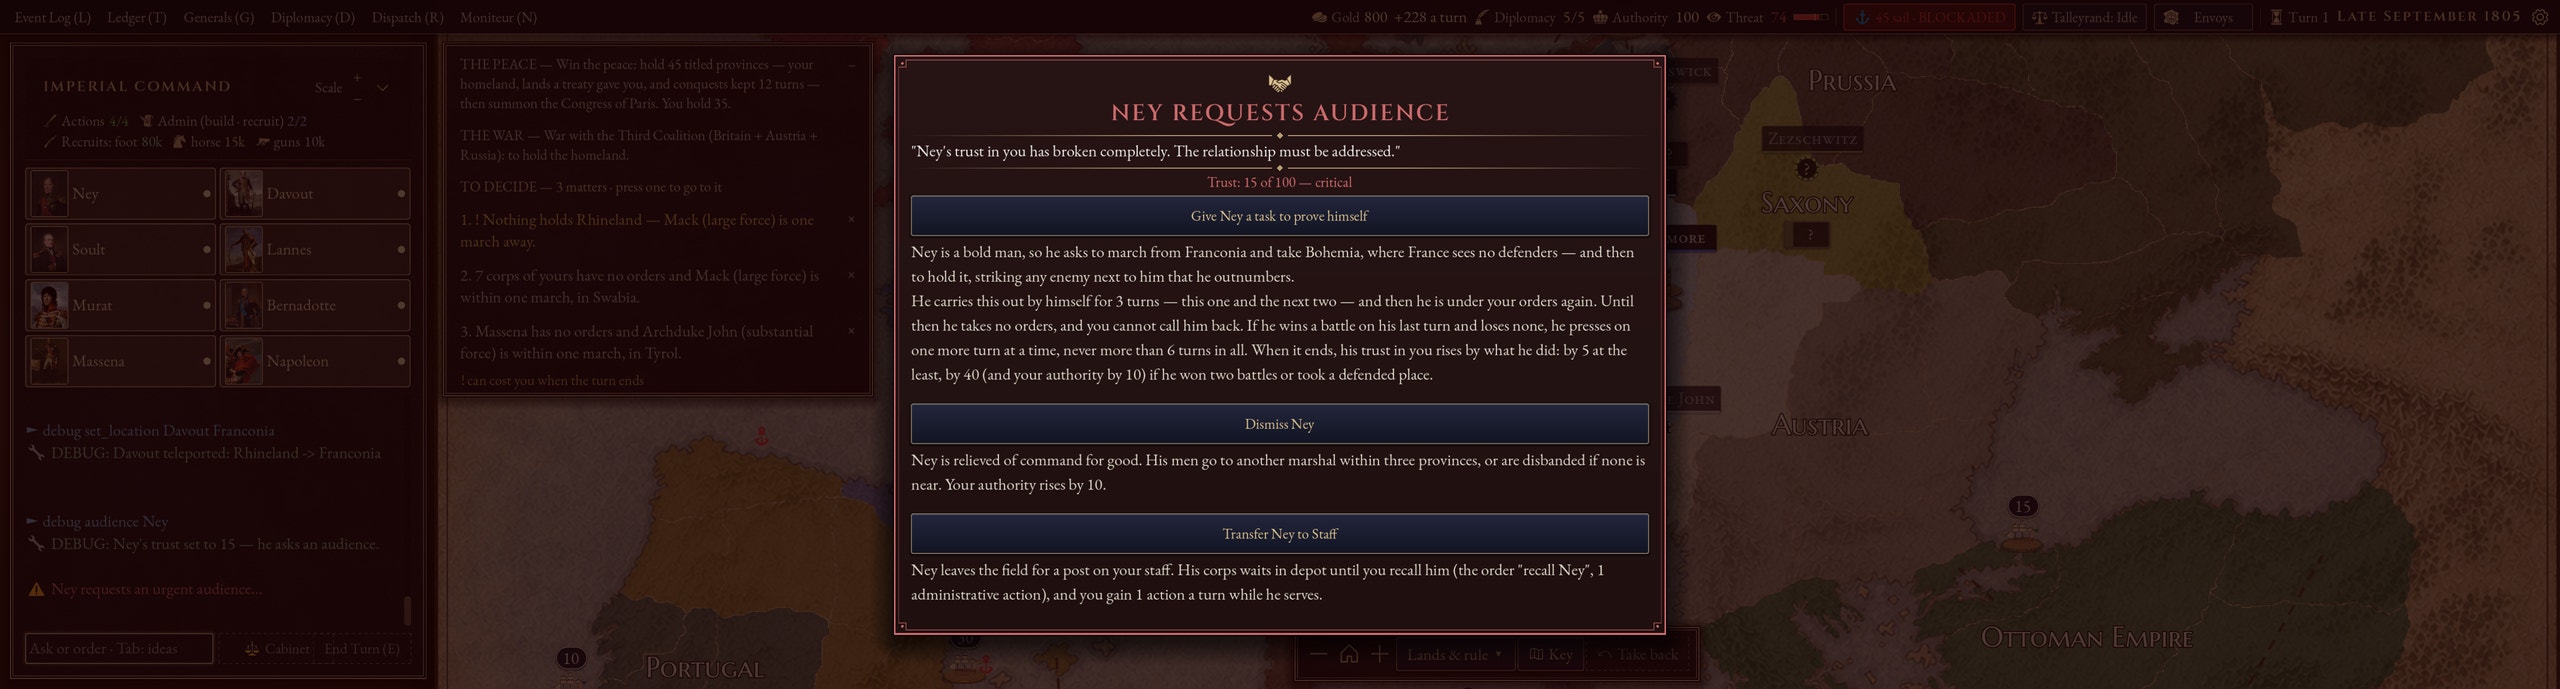 Event Log (L) Ledger (T) Generals (G) Diplomacy (D) Dispatch (R) Moniteur (N)
Gold 800 +228 a turn Diplomacy 5/5 Authority 100 Threat 74 45 sail · BLOCKADED Talleyrand: Idle Envoys Turn 1 LATE SEPTEMBER 1805
IMPERIAL COMMAND Scale + −
Actions 4/4 Admin (build · recruit) 2/2
Recruits: foot 80k horse 15k guns 10k
Ney Davout
Soult Lannes
Murat Bernadotte
Massena Napoleon
► debug set_location Davout Franconia
DEBUG: Davout teleported: Rhineland -> Franconia
► debug audience Ney
DEBUG: Ney's trust set to 15 — he asks an audience.
Ney requests an urgent audience...
Ask or order · Tab: ideas Cabinet End Turn (E)
THE PEACE — Win the peace: hold 45 titled provinces — your
homeland, lands a treaty gave you, and conquests kept 12 turns —
then summon the Congress of Paris. You hold 35.
THE WAR — War with the Third Coalition (Britain + Austria +
Russia): to hold the homeland.
TO DECIDE — 3 matters · press one to go to it
1. ! Nothing holds Rhineland — Mack (large force) is one ×
march away.
2. 7 corps of yours have no orders and Mack (large force) is ×
within one march, in Swabia.
3. Massena has no orders and Archduke John (substantial ×
force) is within one march, in Tyrol.
! can cost you when the turn ends
NEY REQUESTS AUDIENCE
"Ney's trust in you has broken completely. The relationship must be addressed."
Trust: 15 of 100 — critical
Give Ney a task to prove himself
Ney is a bold man, so he asks to march from Franconia and take Bohemia, where France sees no defenders — and then
to hold it, striking any enemy next to him that he outnumbers.
He carries this out by himself for 3 turns — this one and the next two — and then he is under your orders again. Until
then he takes no orders, and you cannot call him back. If he wins a battle on his last turn and loses none, he presses on
one more turn at a time, never more than 6 turns in all. When it ends, his trust in you rises by what he did: by 5 at the
least, by 40 (and your authority by 10) if he won two battles or took a defended place.
Dismiss Ney
Ney is relieved of command for good. His men go to another marshal within three provinces, or are disbanded if none is
near. Your authority rises by 10.
Transfer Ney to Staff
Ney leaves the field for a post on your staff. His corps waits in depot until you recall him (the order "recall Ney", 1
administrative action), and you gain 1 action a turn while he serves.
PRUSSIA
ZEZSCHWITZ
?
SAXONY
?
MORE
JOHN
AUSTRIA
15
OTTOMAN EMPIRE
10
PORTUGAL
Lands & rule Key Take back